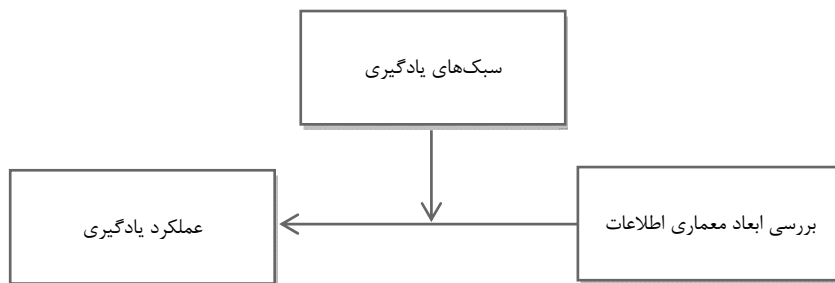 سبک‌های یادگیری
بررسی ابعاد معماری اطلاعات
عملکرد یادگیری